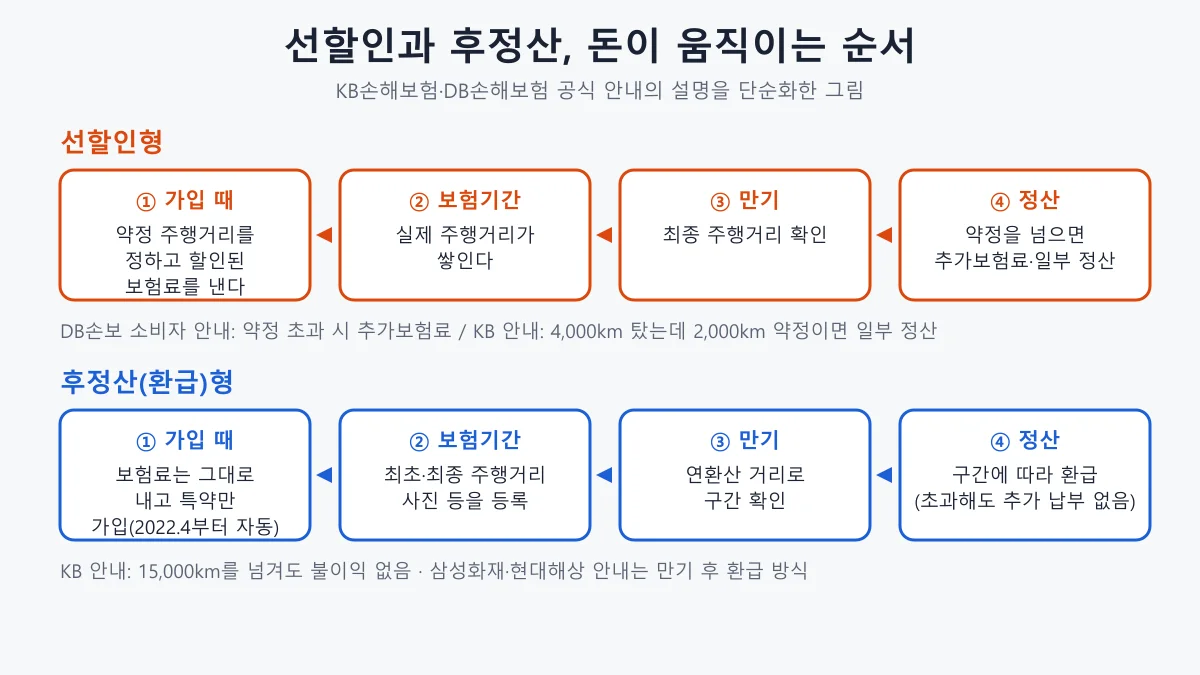 선할인과 후정산, 돈이 움직이는 순서
KB손해보험·DB손해보험 공식 안내의 설명을 단순화한 그림
선할인형
① 가입 때
약정 주행거리를
정하고 할인된
보험료를 낸다
② 보험기간
실제 주행거리가
쌓인다
③ 만기
최종 주행거리 확인
④ 정산
약정을 넘으면
추가보험료·일부 정산
DB손보 소비자 안내: 약정 초과 시 추가보험료 / KB 안내: 4,000km 탔는데 2,000km 약정이면 일부 정산
후정산(환급)형
① 가입 때
보험료는 그대로
내고 특약만
가입(2022.4부터 자동)
② 보험기간
최초·최종 주행거리
사진 등을 등록
③ 만기
연환산 거리로
구간 확인
④ 정산
구간에 따라 환급
(초과해도 추가 납부 없음)
KB 안내: 15,000km를 넘겨도 불이익 없음 · 삼성화재·현대해상 안내는 만기 후 환급 방식